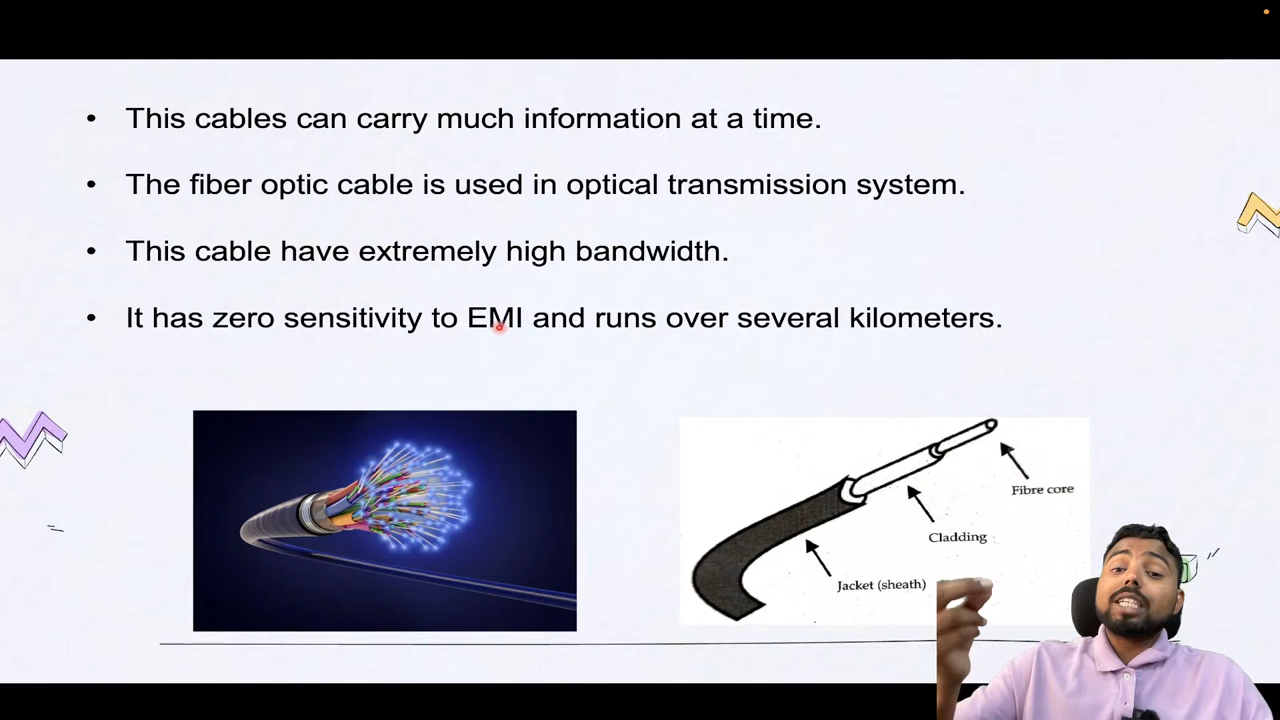 • This cables can carry much information at a time.
• The fiber optic cable is used in optical transmission system.
• This cable have extremely high bandwidth.
• It has zero sensitivity to EMI and runs over several kilometers.
Fibre core
Cladding
Jacket (sheath)